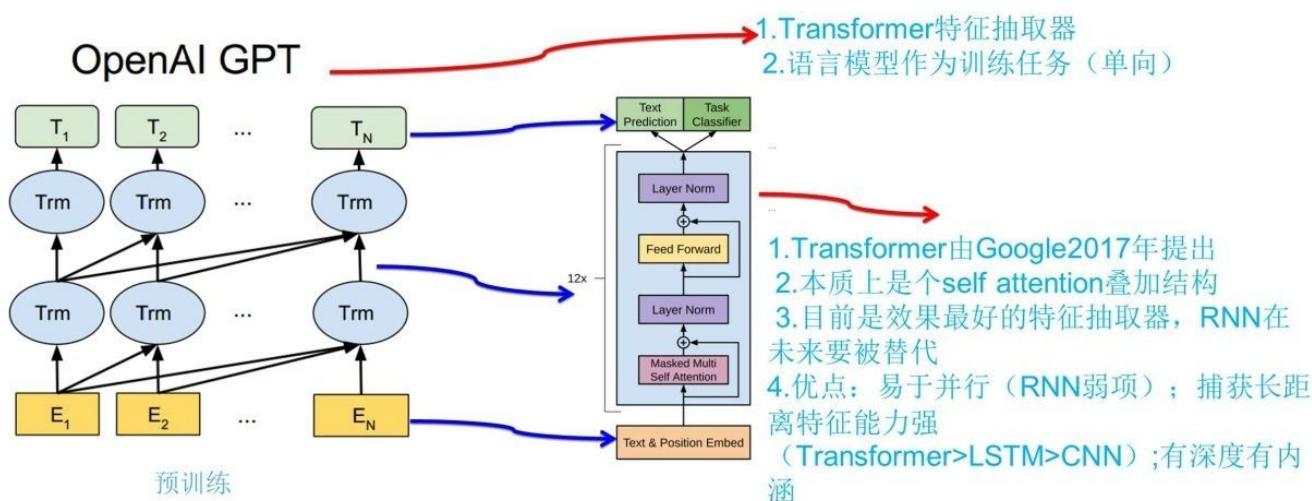 OpenAI GPT
1.Transformer特征抽取器
2.语言模型作为训练任务（单向）
T1 T2 ... TN
Trm Trm ... Trm
Trm Trm ... Trm
E1 E2 ... EN
预训练
Text Prediction
Task Classifier
...
...
Layer Norm
Feed Forward
12x
Layer Norm
Masked Multi
Self Attention
Text & Position Embed
1.Transformer由Google2017年提出
2.本质上是个self attention叠加结构
3.目前是效果最好的特征抽取器，RNN在
未来要被替代
4.优点：易于并行（RNN弱项）；捕获长距
离特征能力强
（Transformer>LSTM>CNN）;有深度有内
涵